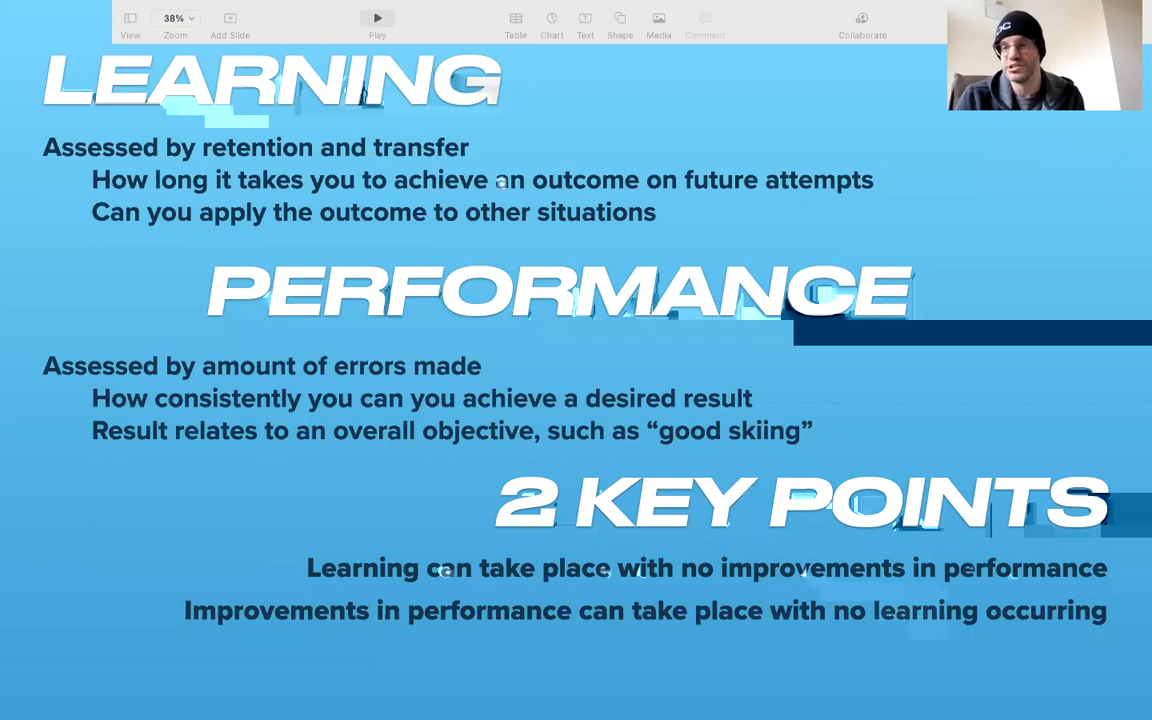 38%
View Zoom Add Slide Play Table Chart Text Shape Media Comment Collaborate
LEARNING
Assessed by retention and transfer
How long it takes you to achieve an outcome on future attempts
Can you apply the outcome to other situations
PERFORMANCE
Assessed by amount of errors made
How consistently you can you achieve a desired result
Result relates to an overall objective, such as “good skiing”
2 KEY POINTS
Learning can take place with no improvements in performance
Improvements in performance can take place with no learning occurring